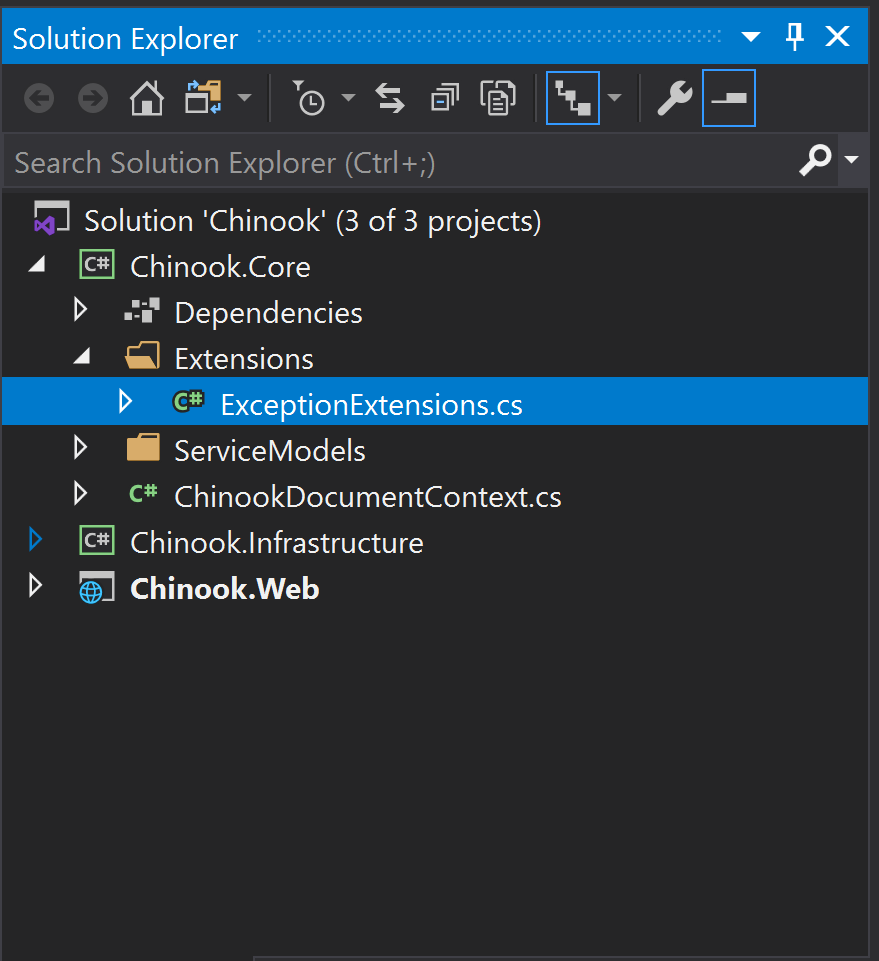 Solution Explorer
Search Solution Explorer (Ctrl+;)
Solution 'Chinook' (3 of 3 projects)
C# Chinook.Core
Dependencies
Extensions
C# ExceptionExtensions.cs
ServiceModels
C# ChinookDocumentContext.cs
C# Chinook.Infrastructure
Chinook.Web